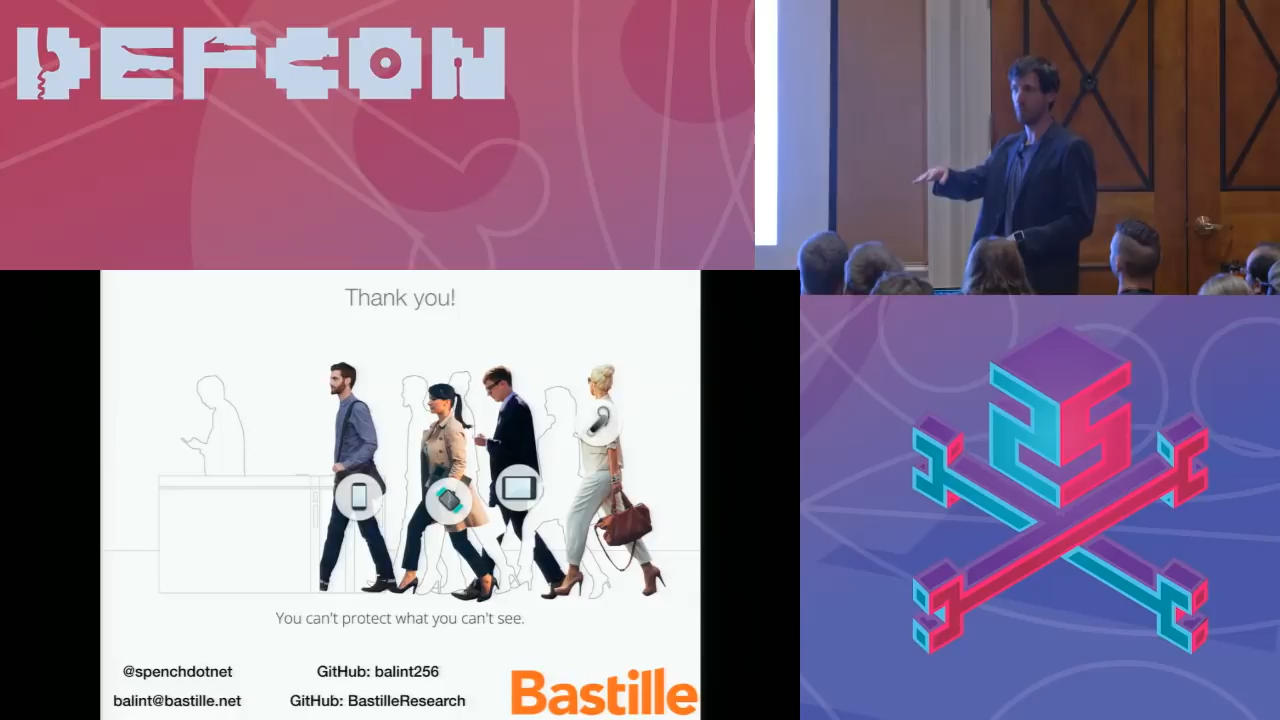 DEFCON
Thank you!
You can't protect what you can't see.
@spenchdotnet
GitHub: balint256
balint@bastille.net
GitHub: BastilleResearch
Bastille
25